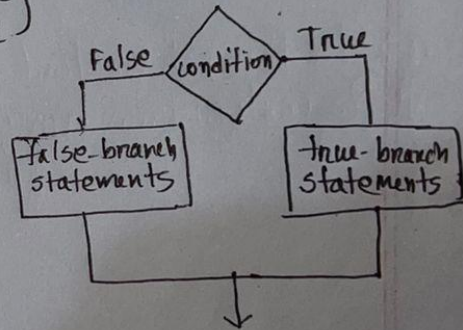 False
condition
True
false-branch
statements
true-branch
statements